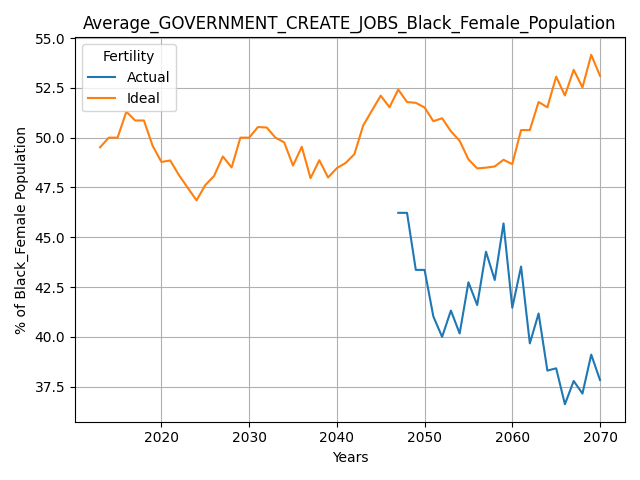 Average_GOVERNMENT_CREATE_JOBS_Black_Female_Population
Fertility
Actual
Ideal
% of Black_Female Population
55.0
52.5
50.0
47.5
45.0
42.5
40.0
37.5
2020 2030 2040 2050 2060 2070
Years